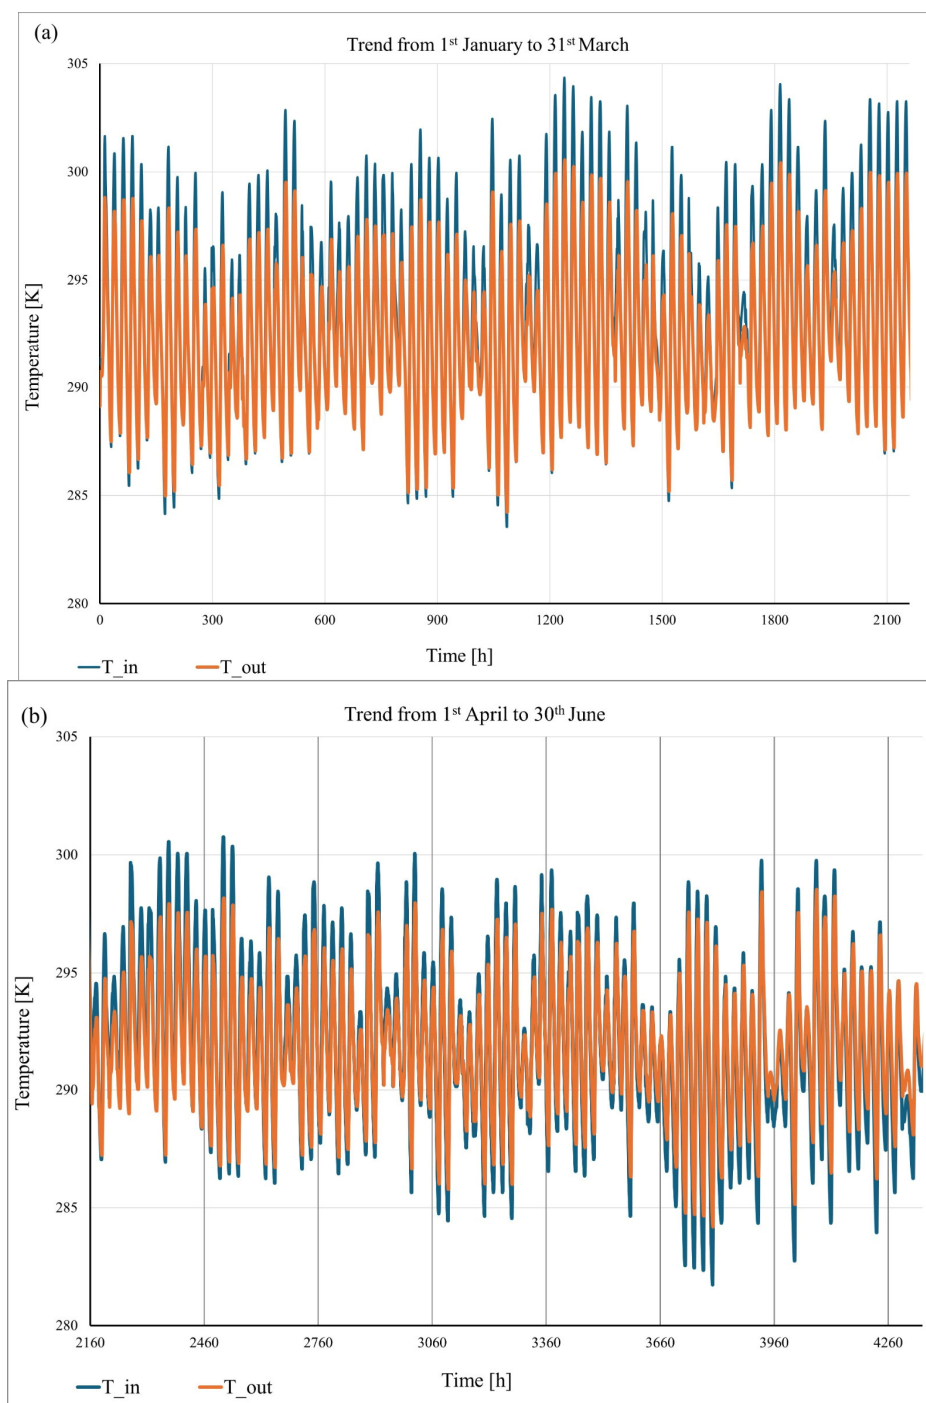 (a)
Trend from 1st January to 31st March
305
300
295
290
285
280
Temperature [K]
0 300 600 900 1200 1500 1800 2100
Time [h]
T_in T_out
(b)
Trend from 1st April to 30th June
305
300
295
290
285
280
Temperature [K]
2160 2460 2760 3060 3360 3660 3960 4260
Time [h]
T_in T_out